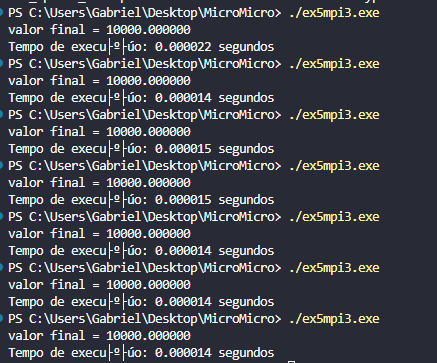 PS C:\Users\Gabriel\Desktop\MicroMicro> ./ex5mpi3.exe
valor final = 10000.000000
Tempo de execu├º├úo: 0.000022 segundos
PS C:\Users\Gabriel\Desktop\MicroMicro> ./ex5mpi3.exe
valor final = 10000.000000
Tempo de execu├º├úo: 0.000014 segundos
PS C:\Users\Gabriel\Desktop\MicroMicro> ./ex5mpi3.exe
valor final = 10000.000000
Tempo de execu├º├úo: 0.000015 segundos
PS C:\Users\Gabriel\Desktop\MicroMicro> ./ex5mpi3.exe
valor final = 10000.000000
Tempo de execu├º├úo: 0.000015 segundos
PS C:\Users\Gabriel\Desktop\MicroMicro> ./ex5mpi3.exe
valor final = 10000.000000
Tempo de execu├º├úo: 0.000014 segundos
PS C:\Users\Gabriel\Desktop\MicroMicro> ./ex5mpi3.exe
valor final = 10000.000000
Tempo de execu├º├úo: 0.000014 segundos
PS C:\Users\Gabriel\Desktop\MicroMicro> ./ex5mpi3.exe
valor final = 10000.000000
Tempo de execu├º├úo: 0.000014 segundos